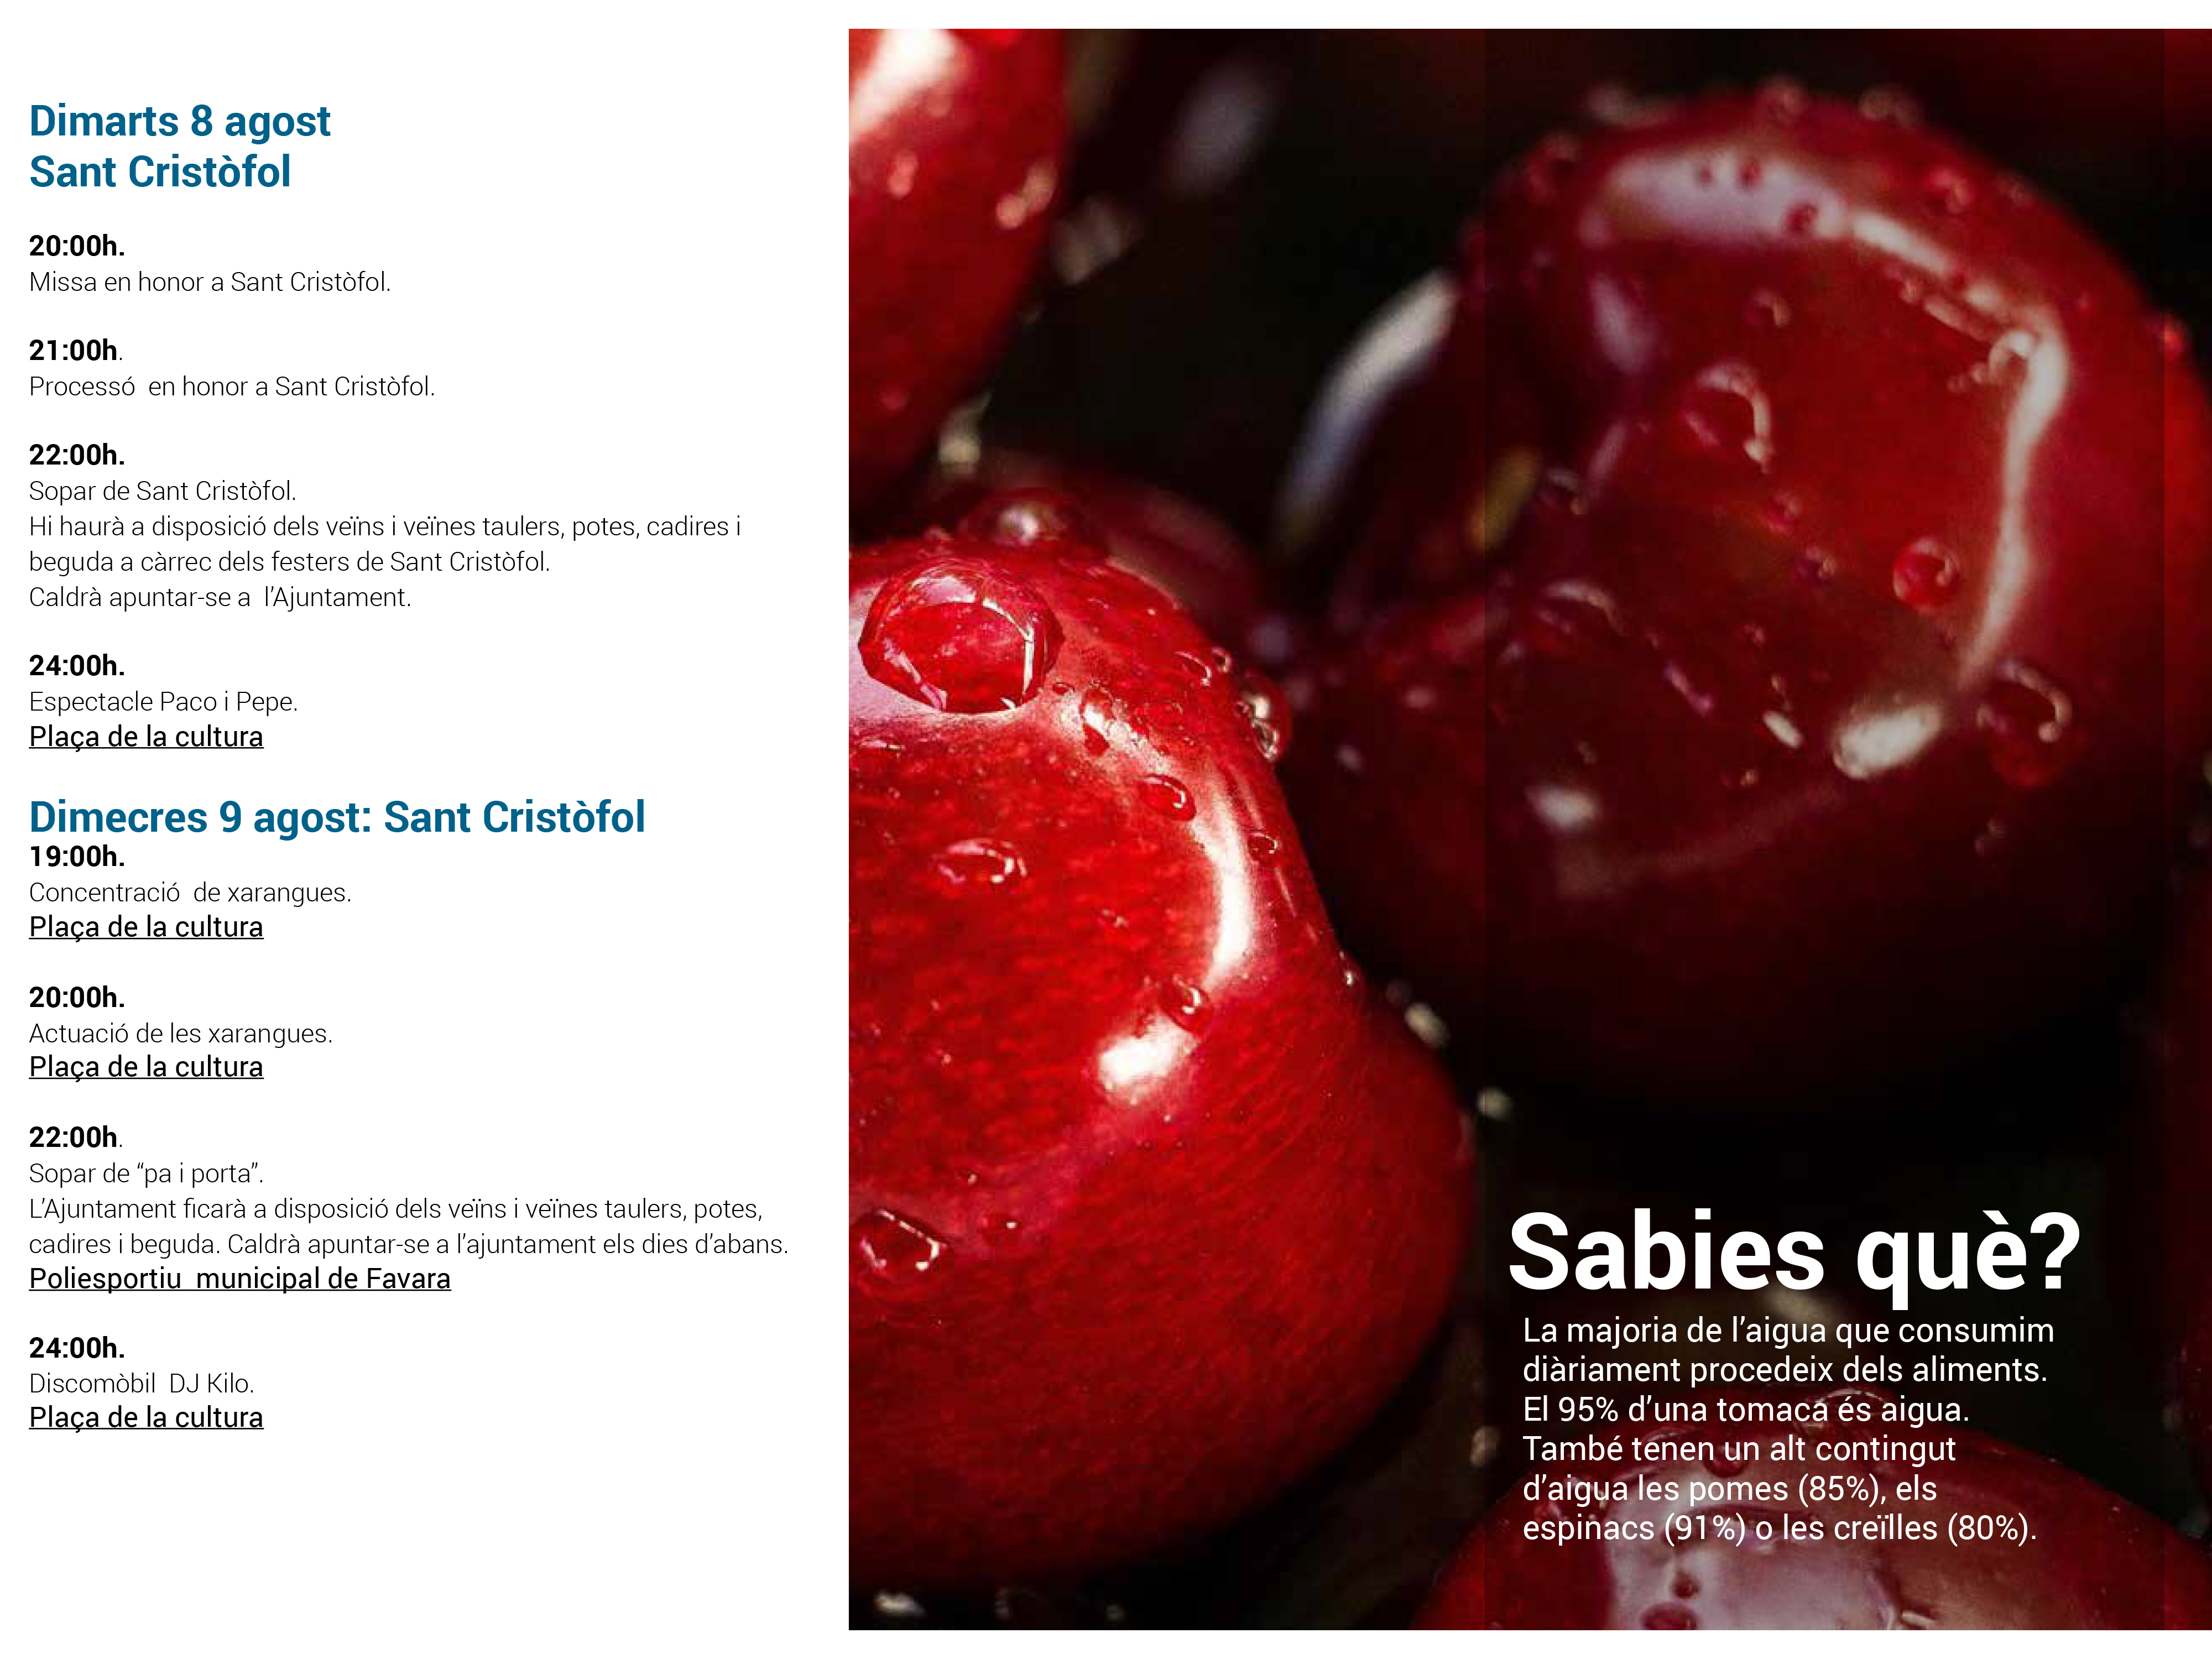 Dimarts 8 agost
Sant Cristòfol
20:00h.
Missa en honor a Sant Cristòfol.
21:00h.
Processó  en honor a Sant Cristòfol.
22:00h.
Sopar de Sant Cristòfol.
Hi haurà a disposició dels veïns i veïnes taulers, potes, cadires i
beguda a càrrec dels festers de Sant Cristòfol.
Caldrà apuntar-se a  l’Ajuntament.
24:00h.
Espectacle Paco i Pepe.
Plaça de la cultura
Dimecres 9 agost: Sant Cristòfol
19:00h.
Concentració  de xarangues.
Plaça de la cultura
20:00h.
Actuació de les xarangues.
Plaça de la cultura
22:00h.
Sopar de “pa i porta”.
L’Ajuntament ficarà a disposició dels veïns i veïnes taulers, potes,
cadires i beguda. Caldrà apuntar-se a l’ajuntament els dies d’abans.
Poliesportiu  municipal de Favara
24:00h.
Discomòbil  DJ Kilo.
Plaça de la cultura
Sabies què?
La majoria de l’aigua que consumim
diàriament procedeix dels aliments.
El 95% d’una tomaca és aigua.
També tenen un alt contingut
d’aigua les pomes (85%), els
espinacs (91%) o les creïlles (80%).